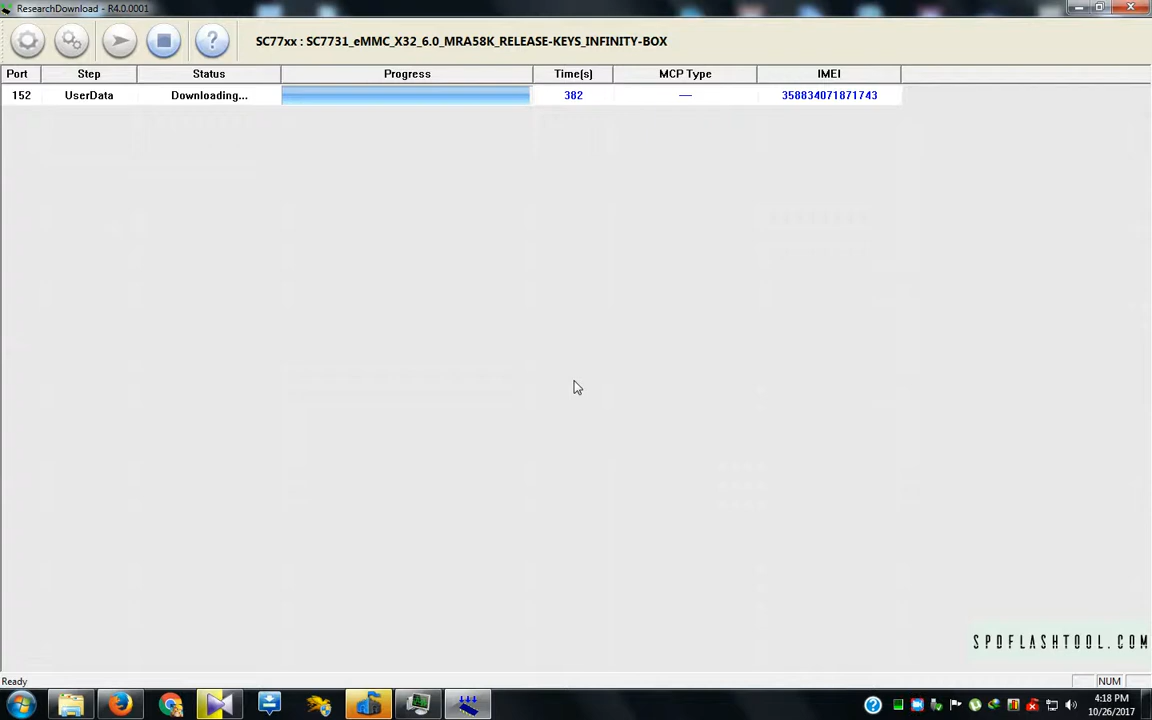 ResearchDownload - R4.0.0001
SC77xx : SC7731_eMMC_X32_6.0_MRA58K_RELEASE-KEYS_INFINITY-BOX
Port Step Status Progress Time(s) MCP Type IMEI
152 UserData Downloading... 382 — 358834071871743
SPDFLASHTOOL.COM
Ready NUM
4:18 PM
10/26/2017